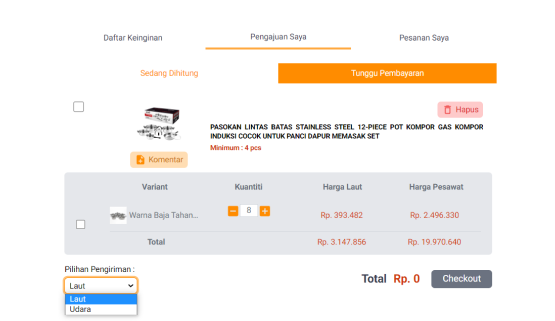 Daftar Keinginan
Pengajuan Saya
Pesanan Saya
Sedang Dihitung
Tunggu Pembayaran
Hapus
PASOKAN LINTAS BATAS STAINLESS STEEL 12-PIECE POT KOMPOR GAS KOMPOR
INDUKSI COCOK UNTUK PANCI DAPUR MEMASAK SET
Minimum : 4 pcs
Komentar
Variant Kuantiti Harga Laut Harga Pesawat
Warna Baja Tahan... 8 Rp. 393.482 Rp. 2.496.330
Total Rp. 3.147.856 Rp. 19.970.640
Pilihan Pengiriman :
Laut
Total Rp. 0 Checkout
Laut
Udara